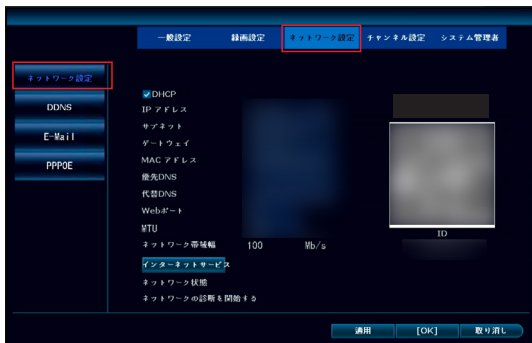 一般設定 録画設定 ネットワーク設定 チャンネル設定 システム管理者
ネットワーク設定
DDNS
E-Mail
PPPOE
DHCP
IP アドレス
サブネット
ゲートウェイ
MAC アドレス
優先DNS
代替DNS
Webポート
MTU
ネットワーク帯域幅 100 Mb/s
インターネットサービス
ネットワーク状態
ネットワークの診断を開始する
ID
適用 [OK] 取り消し